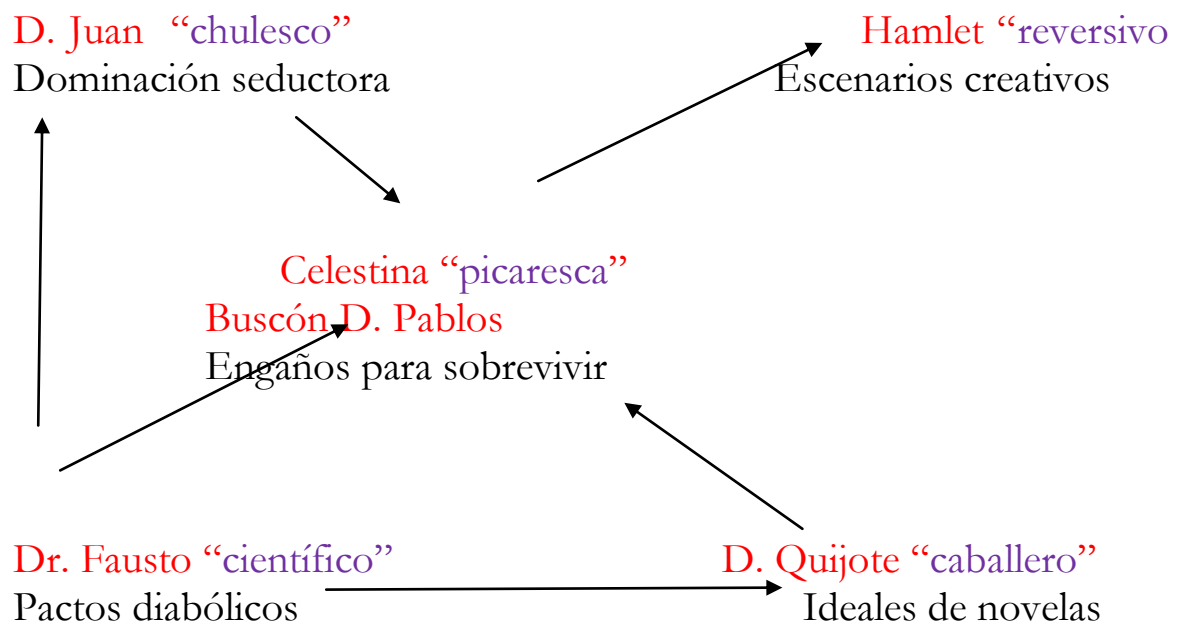 D. Juan “chulesco”
Dominación seductora
Hamlet “reversivo
Escenarios creativos
Celestina “picaresca”
Buscón D. Pablos
Engaños para sobrevivir
Dr. Fausto “científico”
Pactos diabólicos
D. Quijote “caballero”
Ideales de novelas